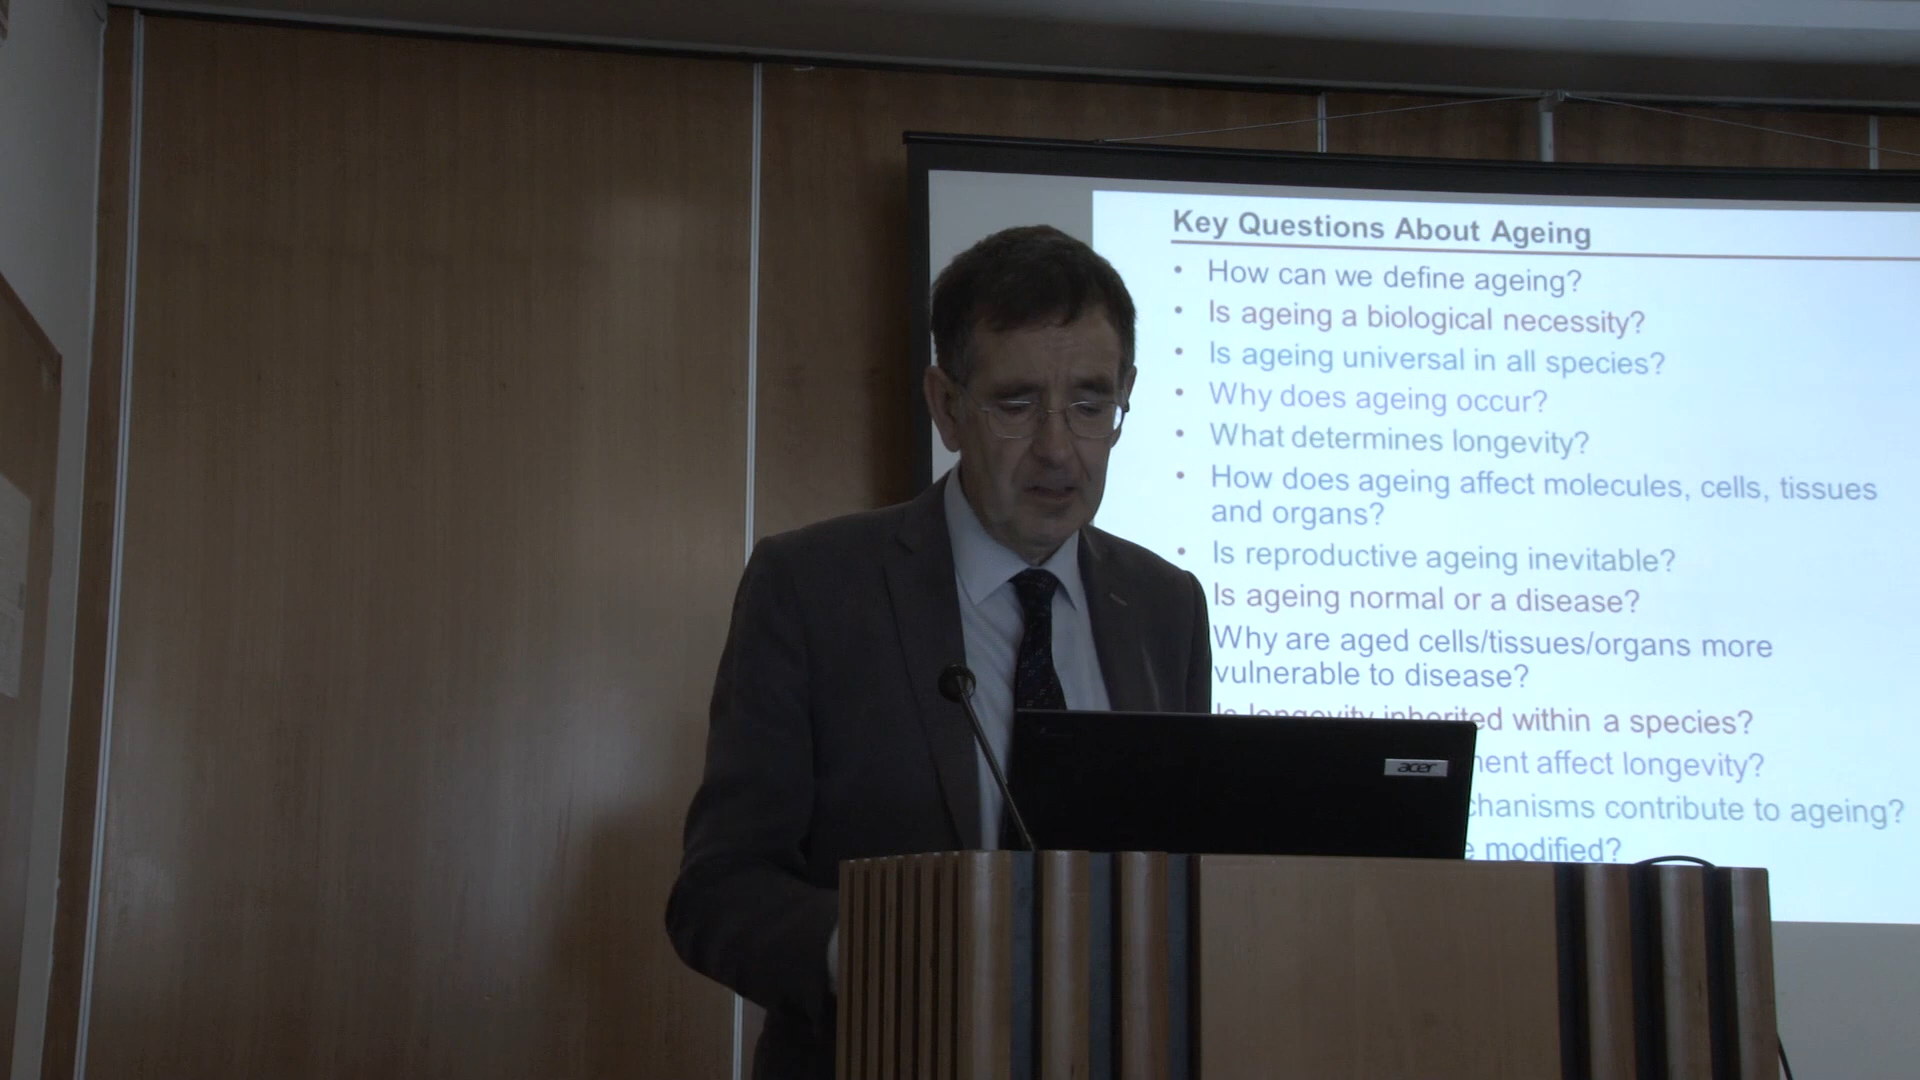 Key Questions About Ageing
• How can we define ageing?
• Is ageing a biological necessity?
• Is ageing universal in all species?
• Why does ageing occur?
• What determines longevity?
• How does ageing affect molecules, cells, tissues
and organs?
• Is reproductive ageing inevitable?
Is ageing normal or a disease?
Why are aged cells/tissues/organs more
vulnerable to disease?
Is longevity inherited within a species?
affect longevity?
contribute to ageing?
modified?
acer